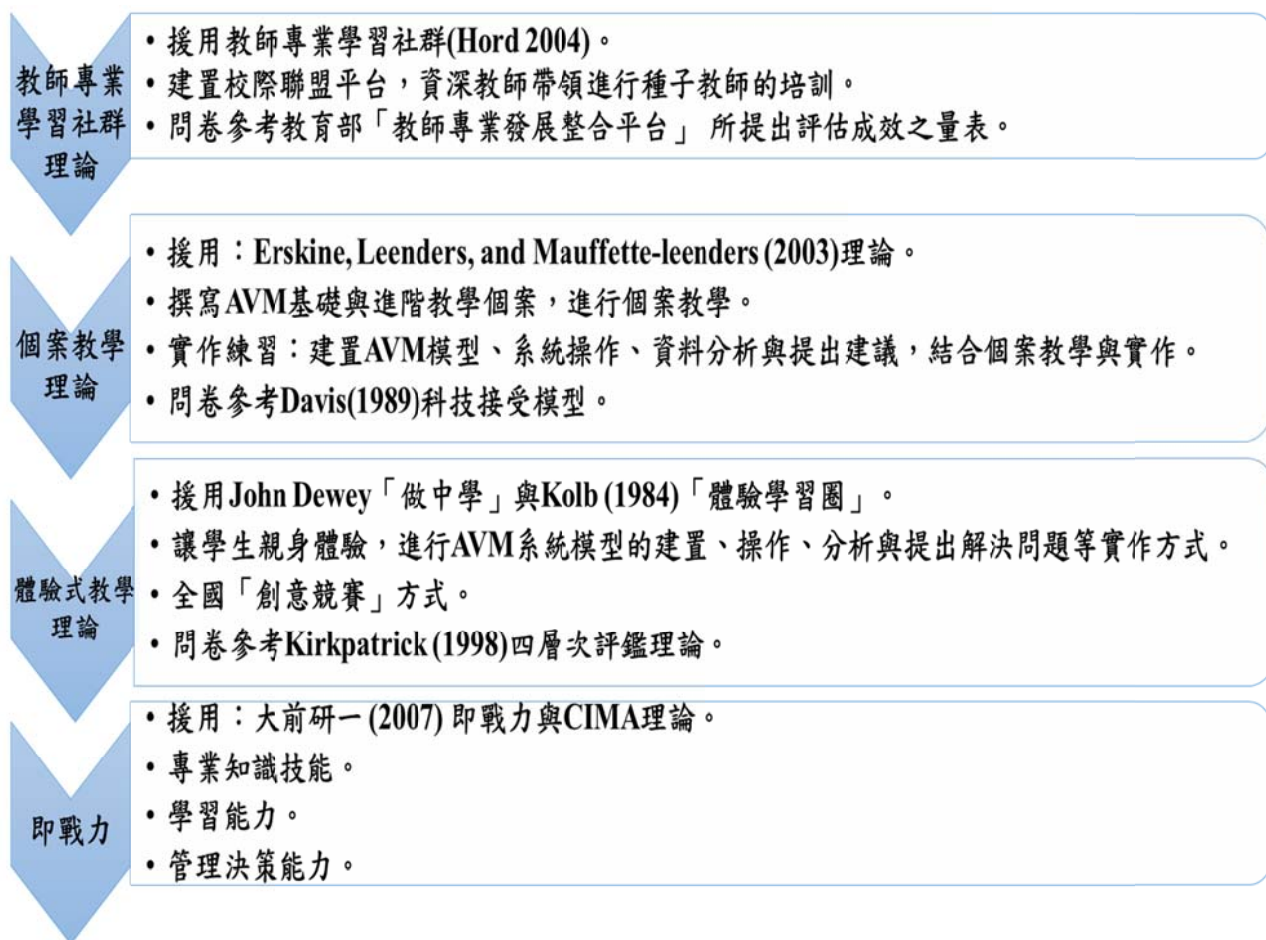 教師專業
學習社群
理論
• 援用教師專業學習社群(Hord 2004)。
• 建置校際聯盟平台，資深教師帶領進行種子教師的培訓。
• 問卷參考教育部「教師專業發展整合平台」 所提出評估成效之量表。
個案教學
理論
• 援用：Erskine, Leenders, and Mauffette-leenders (2003)理論。
• 撰寫AVM基礎與進階教學個案，進行個案教學。
• 實作練習：建置AVM模型、系統操作、資料分析與提出建議，結合個案教學與實作。
• 問卷參考Davis(1989)科技接受模型。
體驗式教學
理論
• 援用John Dewey「做中學」與Kolb (1984)「體驗學習圈」。
• 讓學生親身體驗，進行AVM系統模型的建置、操作、分析與提出解決問題等實作方式。
• 全國「創意競賽」方式。
• 問卷參考Kirkpatrick (1998)四層次評鑑理論。
即戰力
• 援用：大前研一 (2007) 即戰力與CIMA理論。
• 專業知識技能。
• 學習能力。
• 管理決策能力。